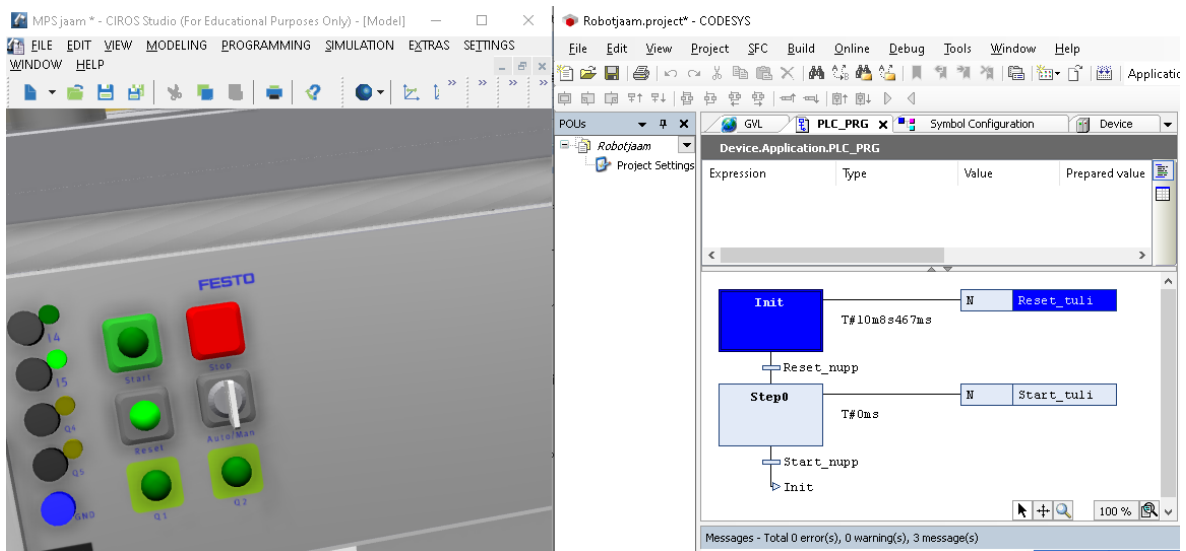 MPS jaam * - CIROS Studio (For Educational Purposes Only) - [Model]
FILE EDIT VIEW MODELING PROGRAMMING SIMULATION EXTRAS SETTINGS
WINDOW HELP
FESTO
I4
Start
Stop
I5
Q4
Reset
Auto/Man
Q5
GND
Q1
Q2
Robotjaam.project* - CODESYS
File Edit View Project SFC Build Online Debug Tools Window Help
Applicatio
POUs
Robotjaam
Project Settings
GVL PLC_PRG Symbol Configuration Device
Device.Application.PLC_PRG
Expression Type Value Prepared value
Init N Reset_tuli
T#10m8s467ms
Reset_nupp
Step0 N Start_tuli
T#0ms
Start_nupp
Init
100 %
Messages - Total 0 error(s), 0 warning(s), 3 message(s)